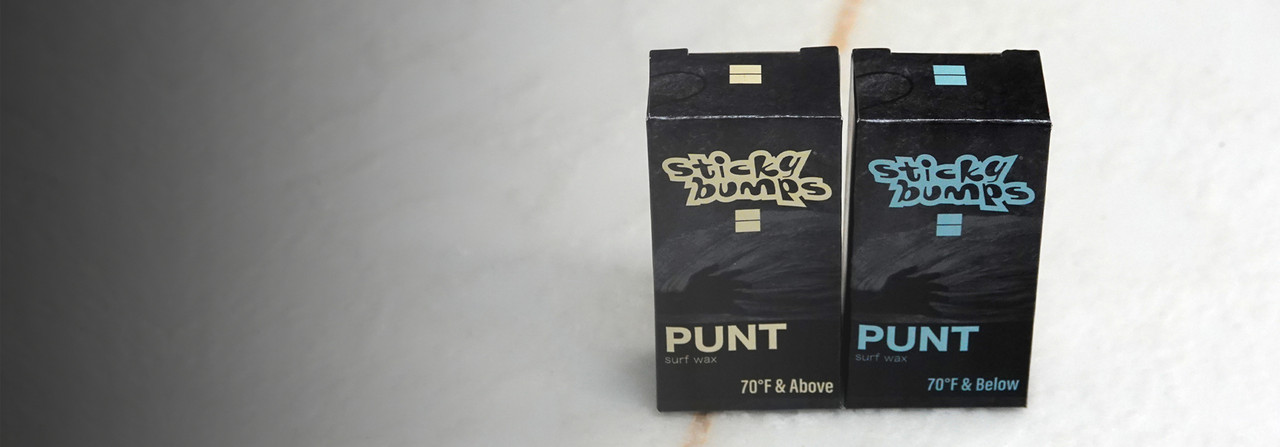 sticky
bumps
PUNT
surf wax
70°F & Above
sticky
bumps
PUNT
surf wax
70°F & Below